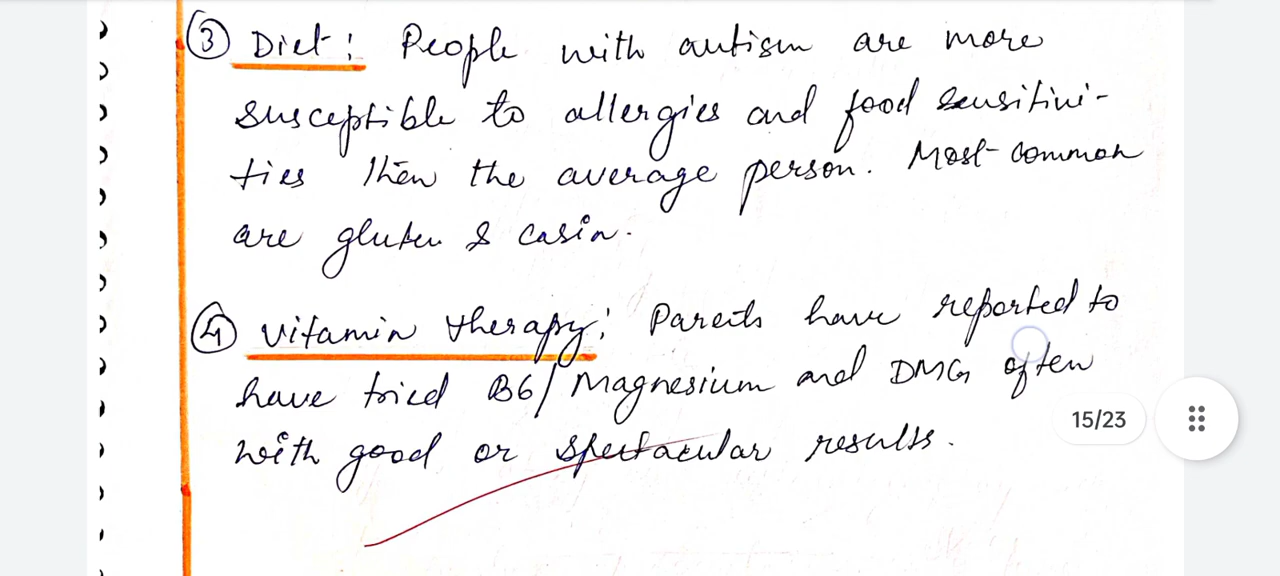 ③ Diet : People with autism are more
susceptible to allergies and food sensitivi-
ties then the average person. Most common
are gluten & casin.
④ vitamin therapy : Parents have reported to
have tried B6/Magnesium and DMG often
with good or spectacular results.
15/23